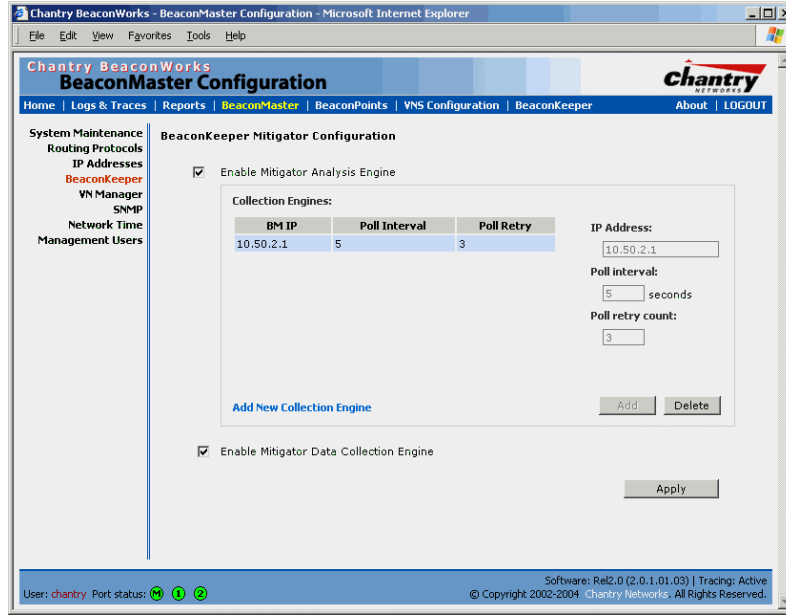 Chantry BeaconWorks - BeaconMaster Configuration - Microsoft Internet Explorer
File Edit View Favorites Tools Help
Chantry BeaconWorks
BeaconMaster Configuration
Chantry
NETWORKS
Home | Logs & Traces | Reports | BeaconMaster | BeaconPoints | VNS Configuration | BeaconKeeper About | LOGOUT
System Maintenance
Routing Protocols
IP Addresses
BeaconKeeper
VN Manager
SNMP
Network Time
Management Users
BeaconKeeper Mitigator Configuration
Enable Mitigator Analysis Engine
Collection Engines:
BM IP Poll Interval Poll Retry
10.50.2.1 5 3
IP Address:
10.50.2.1
Poll interval:
5 seconds
Poll retry count:
3
Add New Collection Engine Add Delete
Enable Mitigator Data Collection Engine
Apply
Software: Rel2.0 (2.0.1.01.03) | Tracing: Active
User: chantry Port status: M 1 2 © Copyright 2002-2004 Chantry Networks. All Rights Reserved.